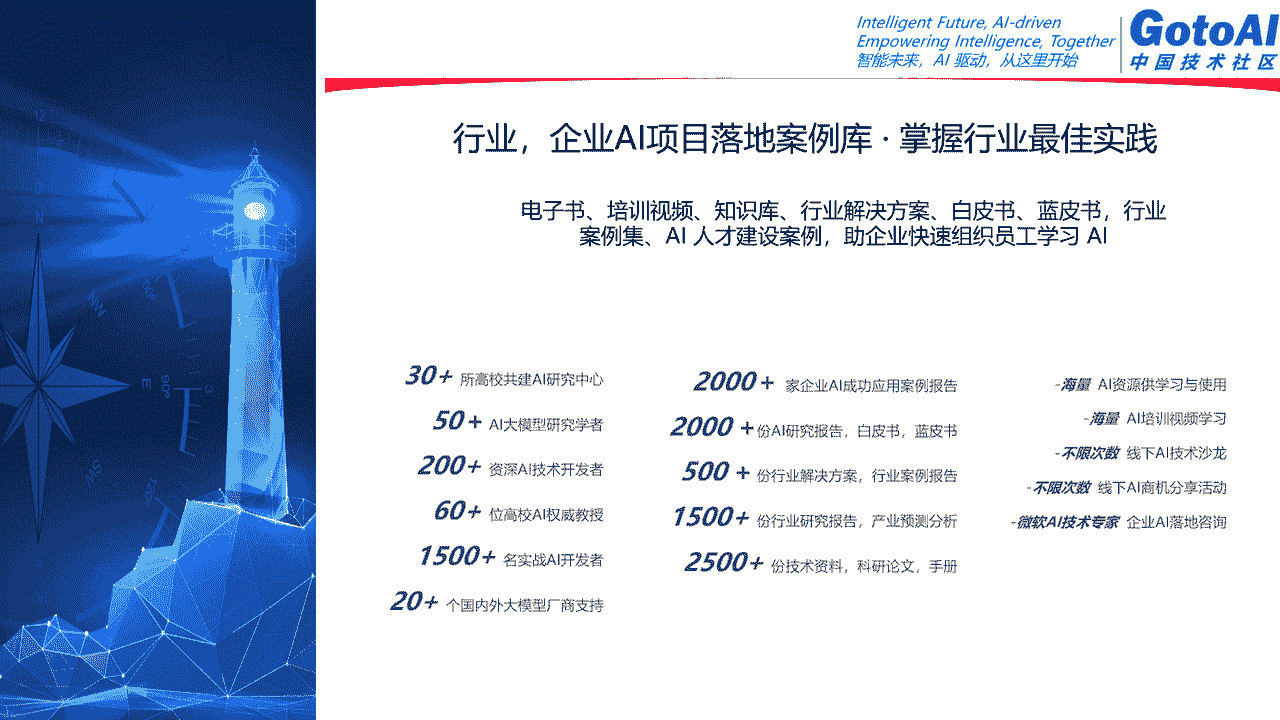 Intelligent Future, AI-driven
Empowering Intelligence, Together
智能未来，AI 驱动，从这里开始
GotoAI
中国技术社区
行业，企业AI项目落地案例库 · 掌握行业最佳实践
电子书、培训视频、知识库、行业解决方案、白皮书、蓝皮书，行业
案例集、AI 人才建设案例，助企业快速组织员工学习 AI
30+ 所高校共建AI研究中心
50+ AI大模型研究学者
200+ 资深AI技术开发者
60+ 位高校AI权威教授
1500+ 名实战AI开发者
20+ 个国内外大模型厂商支持
2000+ 家企业AI成功应用案例报告
2000+份AI研究报告，白皮书，蓝皮书
500+ 份行业解决方案，行业案例报告
1500+ 份行业研究报告，产业预测分析
2500+ 份技术资料，科研论文，手册
-海量 AI资源供学习与使用
-海量 AI培训视频学习
-不限次数 线下AI技术沙龙
-不限次数 线下AI商机分享活动
-微软AI技术专家 企业AI落地咨询
N
NW
E
SW
90°
3